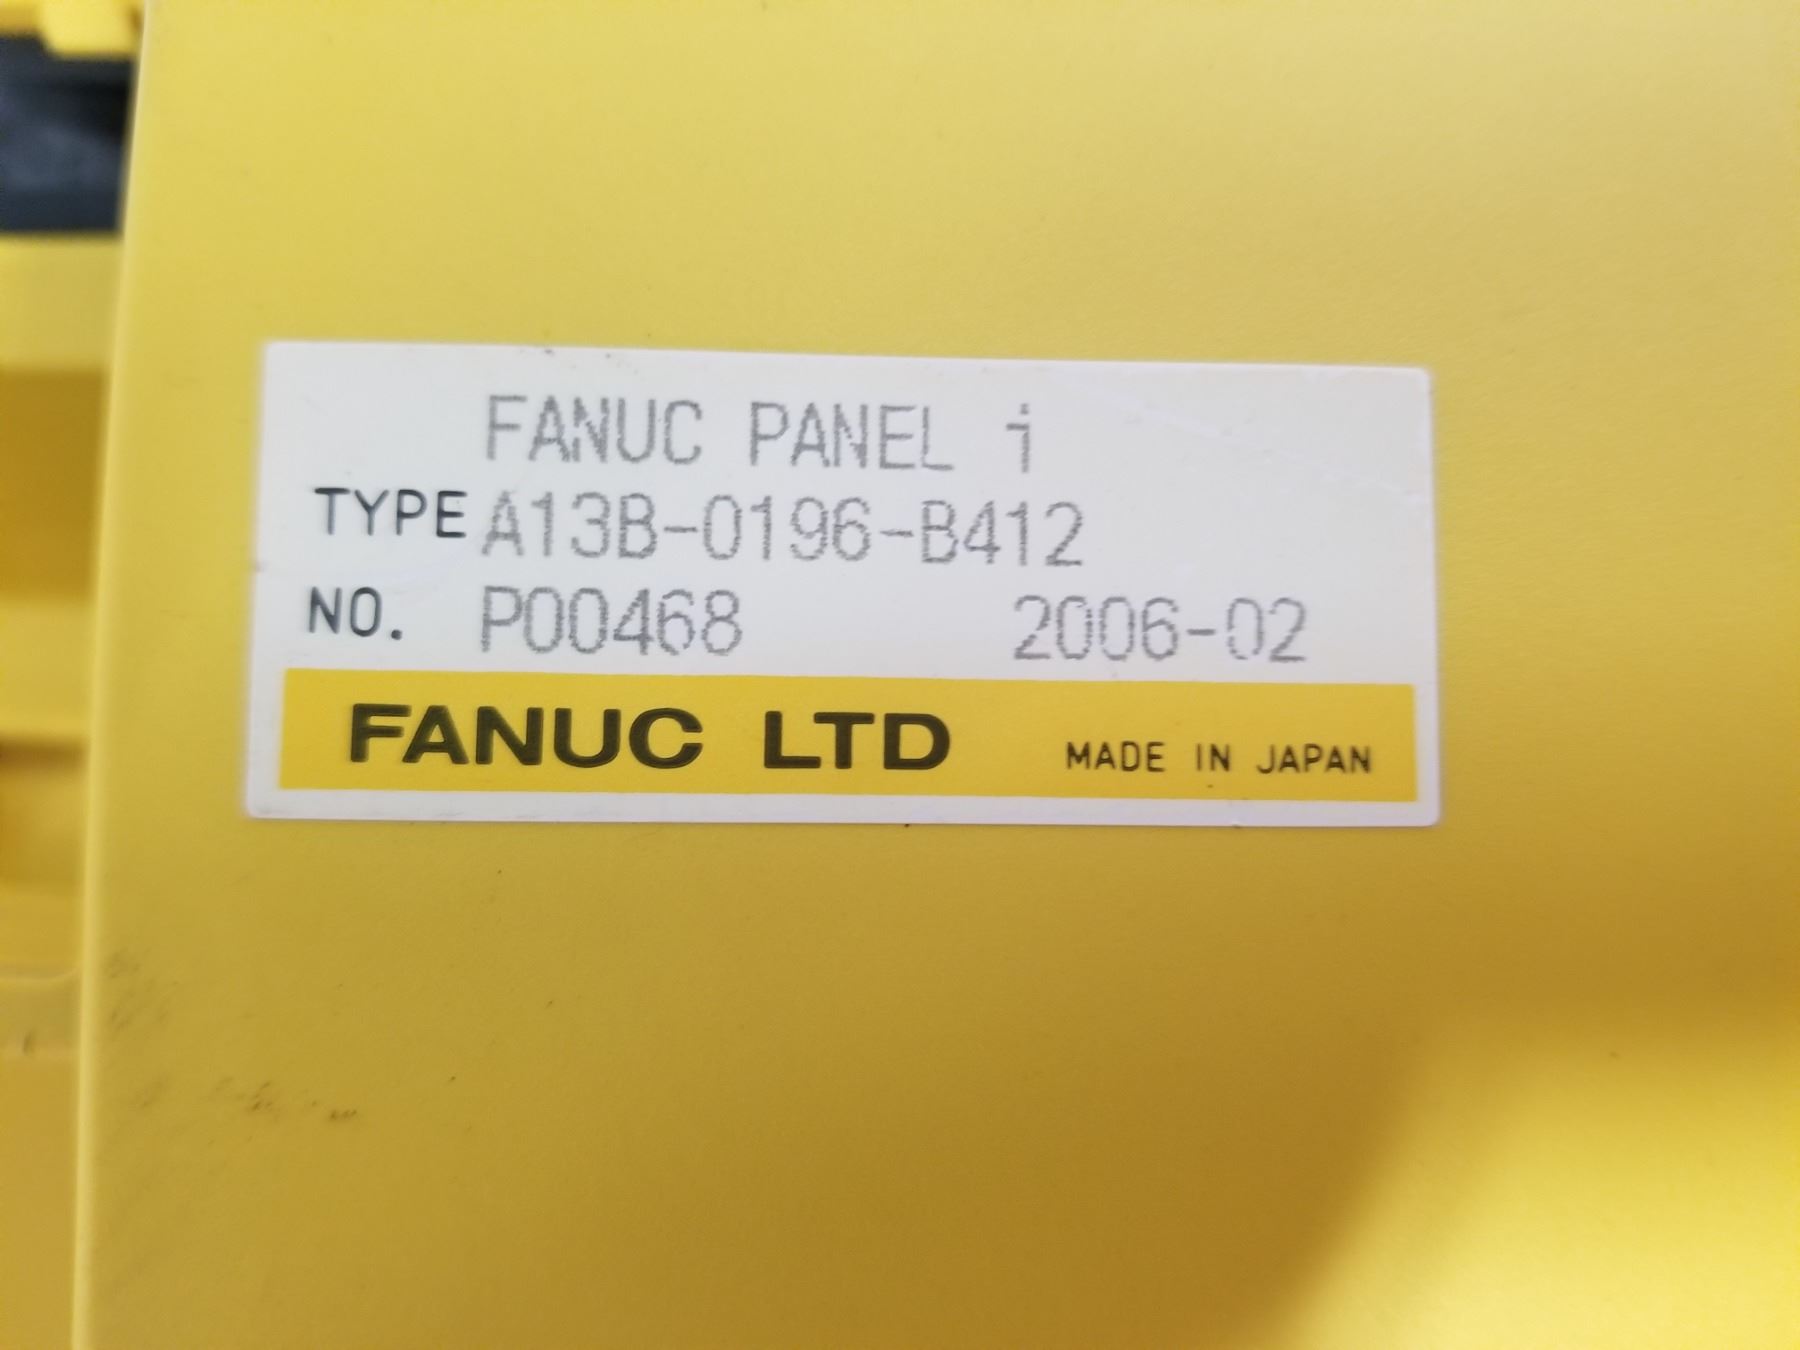 FANUC PANEL i
TYPE A13B-0196-B412
NO. P00468 2006-02
FANUC LTD MADE IN JAPAN